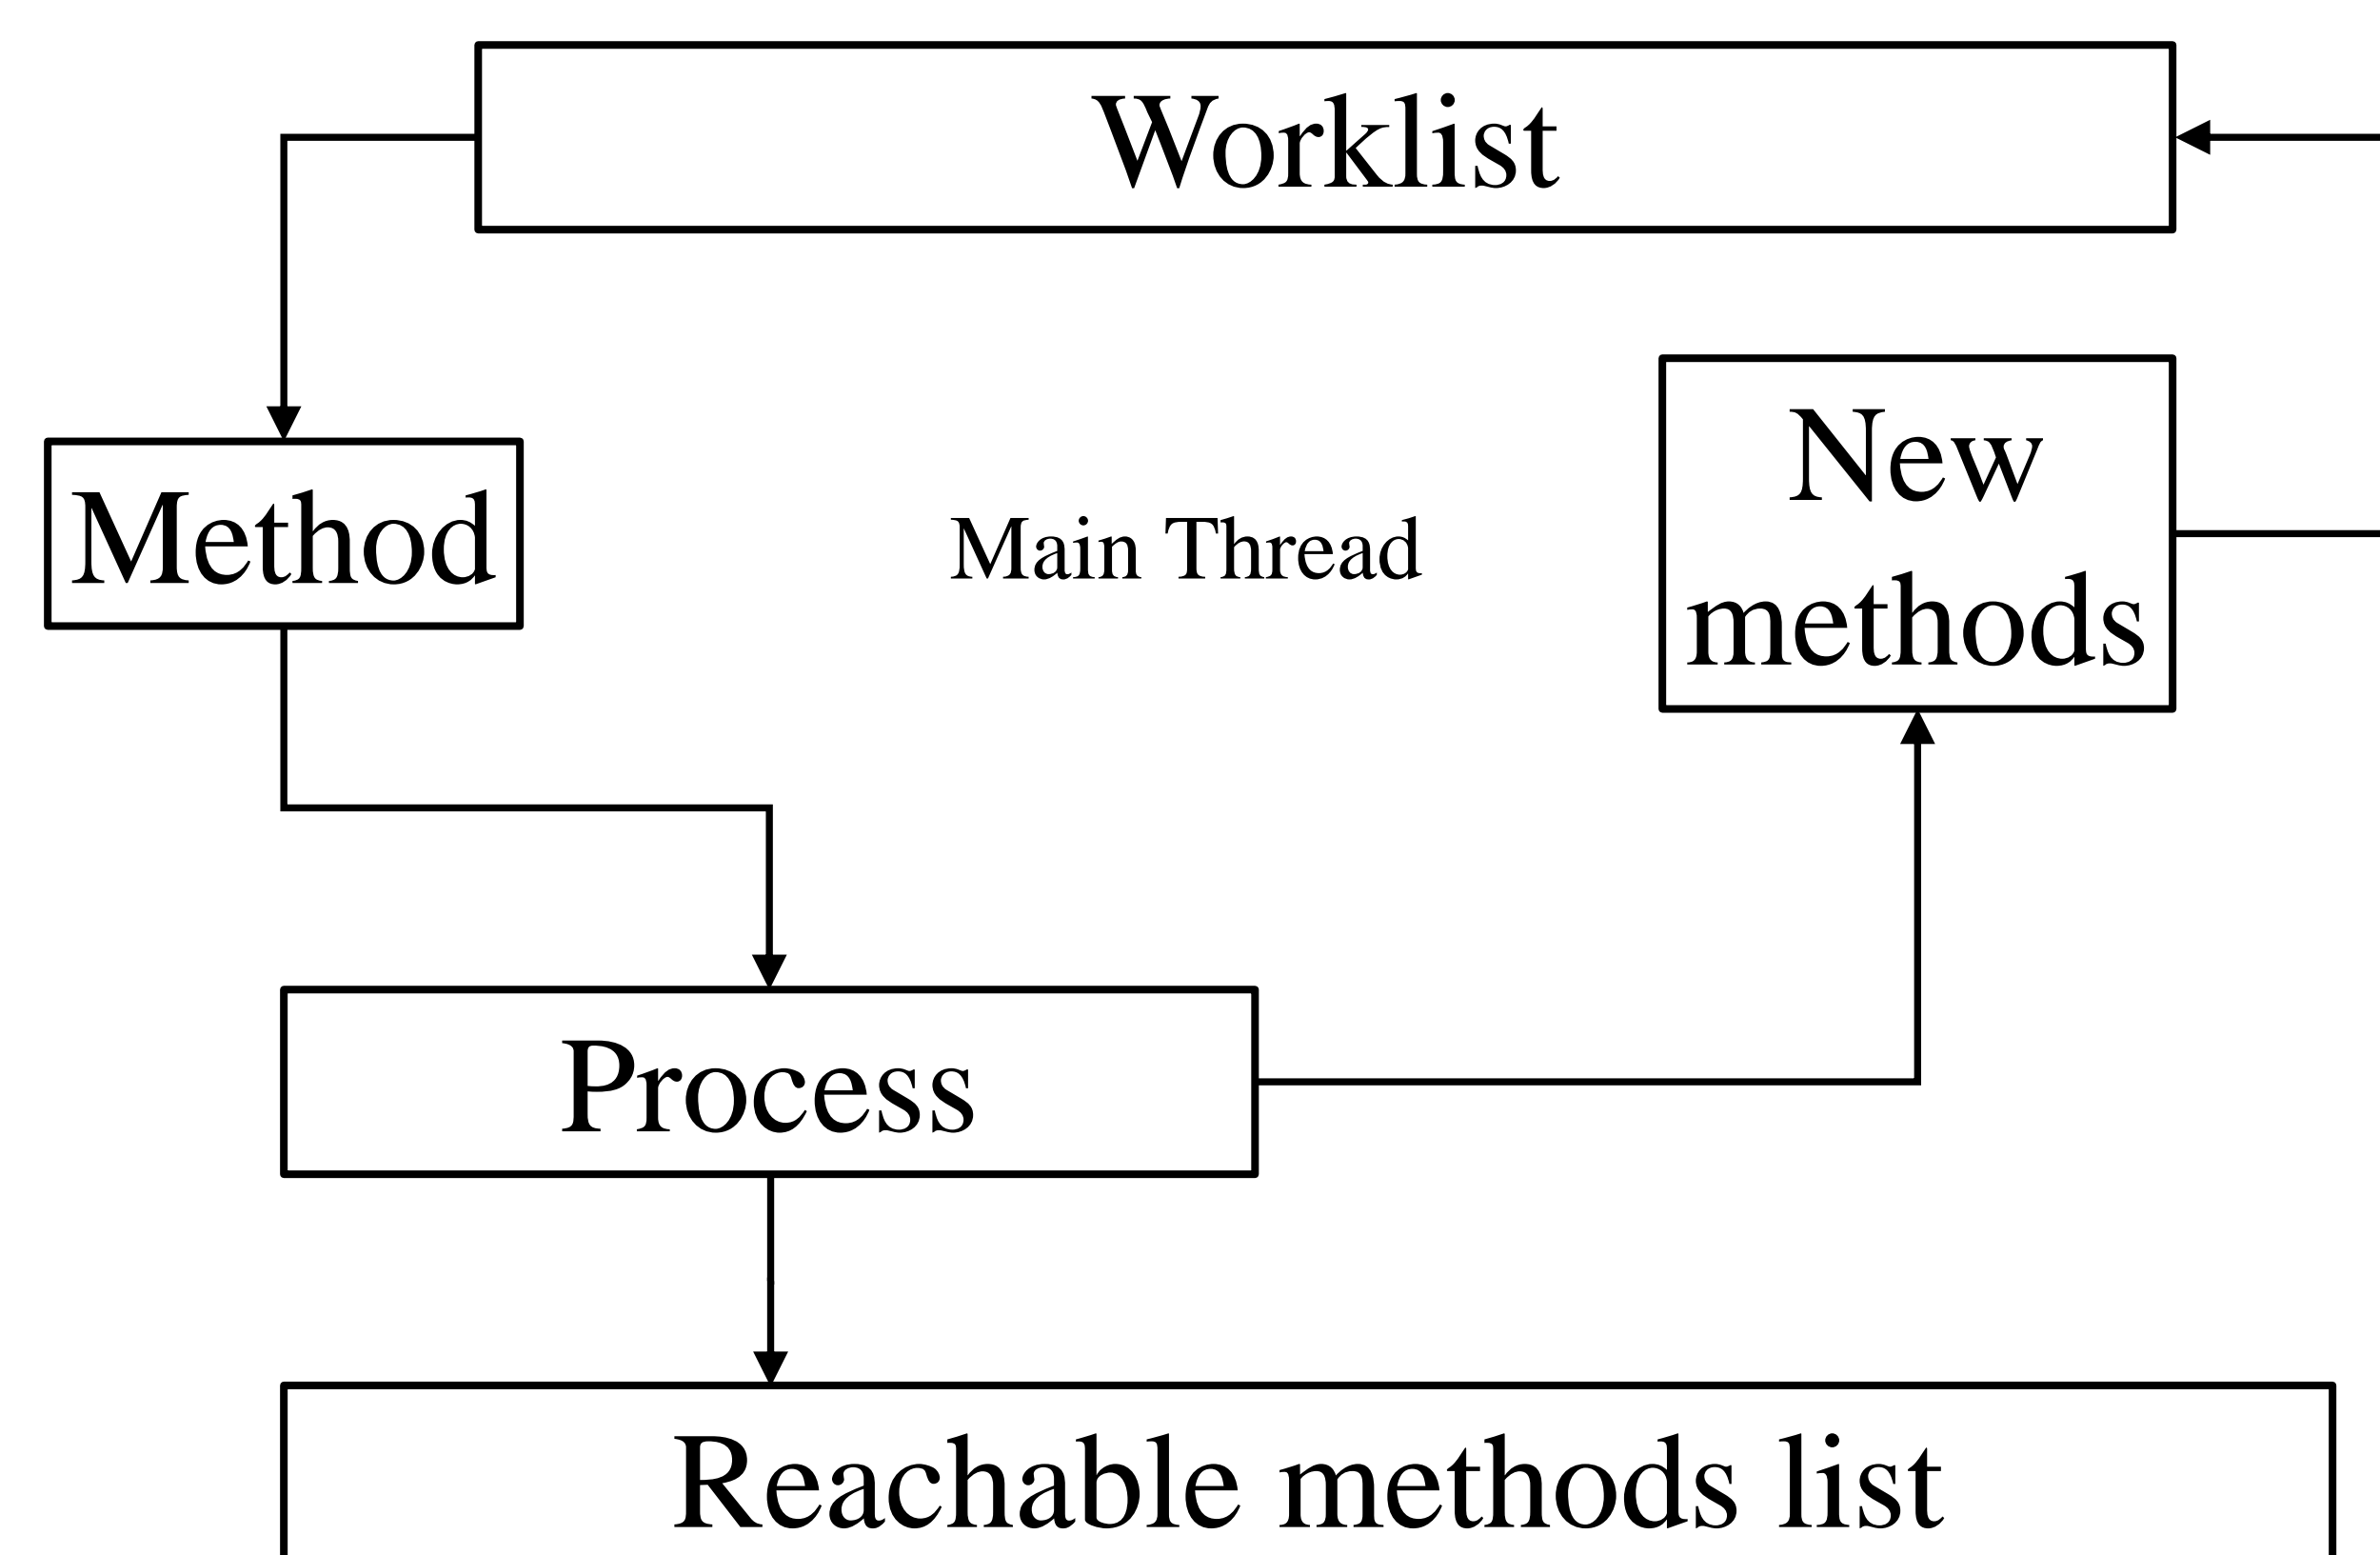 Worklist
Method
Main Thread
New
methods
Process
Reachable methods list